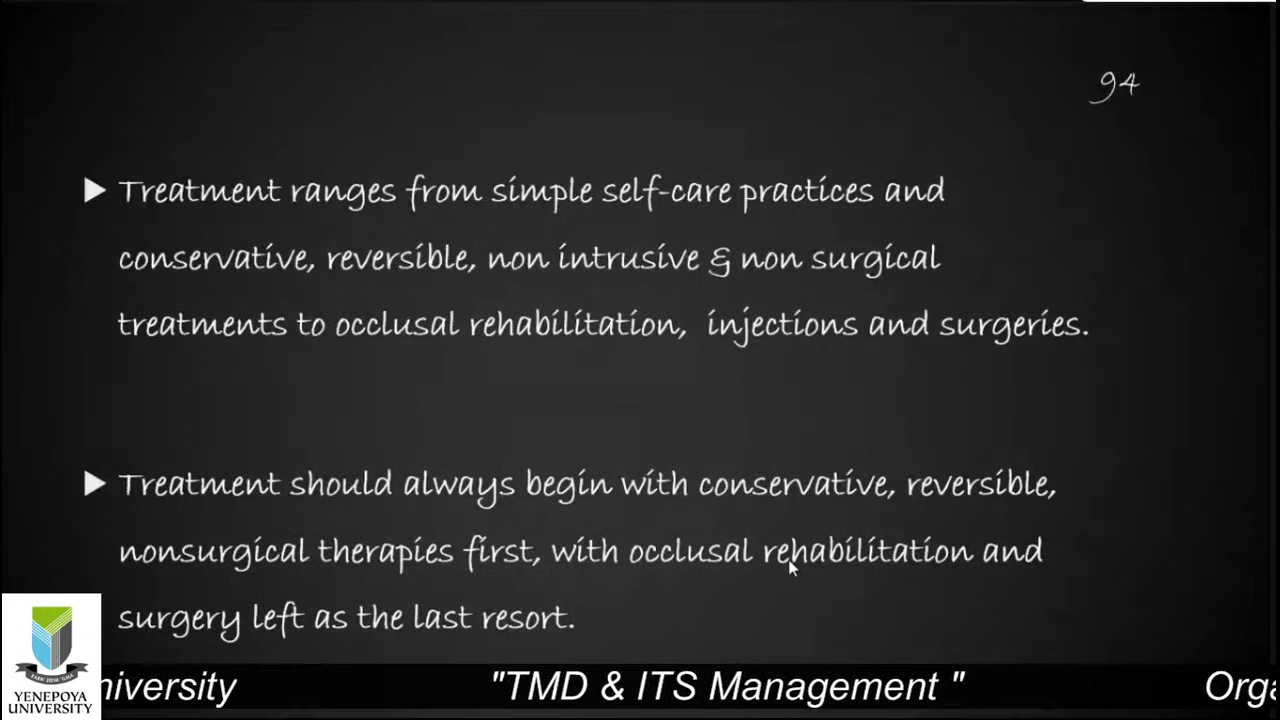 94
▶ Treatment ranges from simple self-care practices and
conservative, reversible, non intrusive & non surgical
treatments to occlusal rehabilitation, injections and surgeries.
▶ Treatment should always begin with conservative, reversible,
nonsurgical therapies first, with occlusal rehabilitation and
surgery left as the last resort.
YENEPOYA
UNIVERSITY
niversity "TMD & ITS Management " Orga